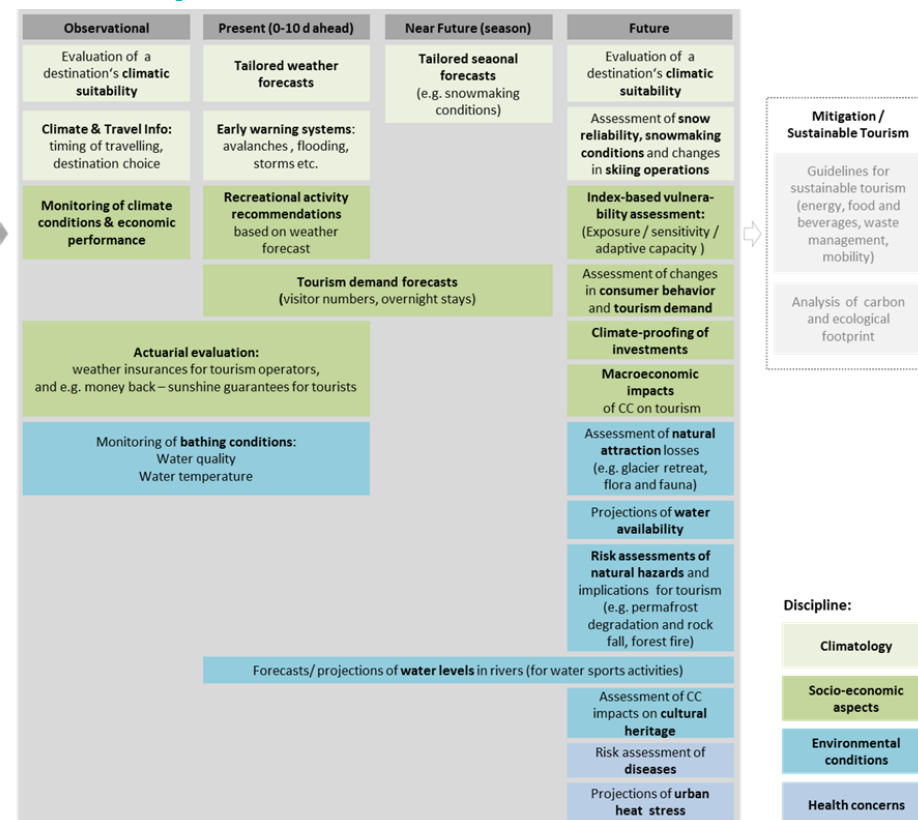 Observational
Present (0-10 d ahead)
Near Future (season)
Future
Evaluation of a
destination's climatic
suitability
Tailored weather
forecasts
Tailored seaonal
forecasts
(e.g. snowmaking
conditions)
Evaluation of a
destination's climatic
suitability
Climate & Travel Info:
timing of travelling,
destination choice
Early warning systems:
avalanches , flooding,
storms etc.
Assessment of snow
reliability, snowmaking
conditions and changes
in skiing operations
Monitoring of climate
conditions & economic
performance
Recreational activity
recommendations
based on weather
forecast
Index-based vulnera-
bility assessment:
(Exposure / sensitivity /
adaptive capacity )
Tourism demand forecasts
(visitor numbers, overnight stays)
Assessment of changes
in consumer behavior
and tourism demand
Actuarial evaluation:
weather insurances for tourism operators,
and e.g. money back – sunshine guarantees for tourists
Climate-proofing of
investments
Macroeconomic
impacts
of CC on tourism
Monitoring of bathing conditions:
Water quality
Water temperature
Assessment of natural
attraction losses
(e.g. glacier retreat,
flora and fauna)
Projections of water
availability
Risk assessments of
natural hazards and
implications for tourism
(e.g. permafrost
degradation and rock
fall, forest fire)
Forecasts/ projections of water levels in rivers (for water sports activities)
Assessment of CC
impacts on cultural
heritage
Risk assessment of
diseases
Projections of urban
heat stress
Mitigation /
Sustainable Tourism
Guidelines for
sustainable tourism
(energy, food and
beverages, waste
management,
mobility)
Analysis of carbon
and ecological
footprint
Discipline:
Climatology
Socio-economic
aspects
Environmental
conditions
Health concerns